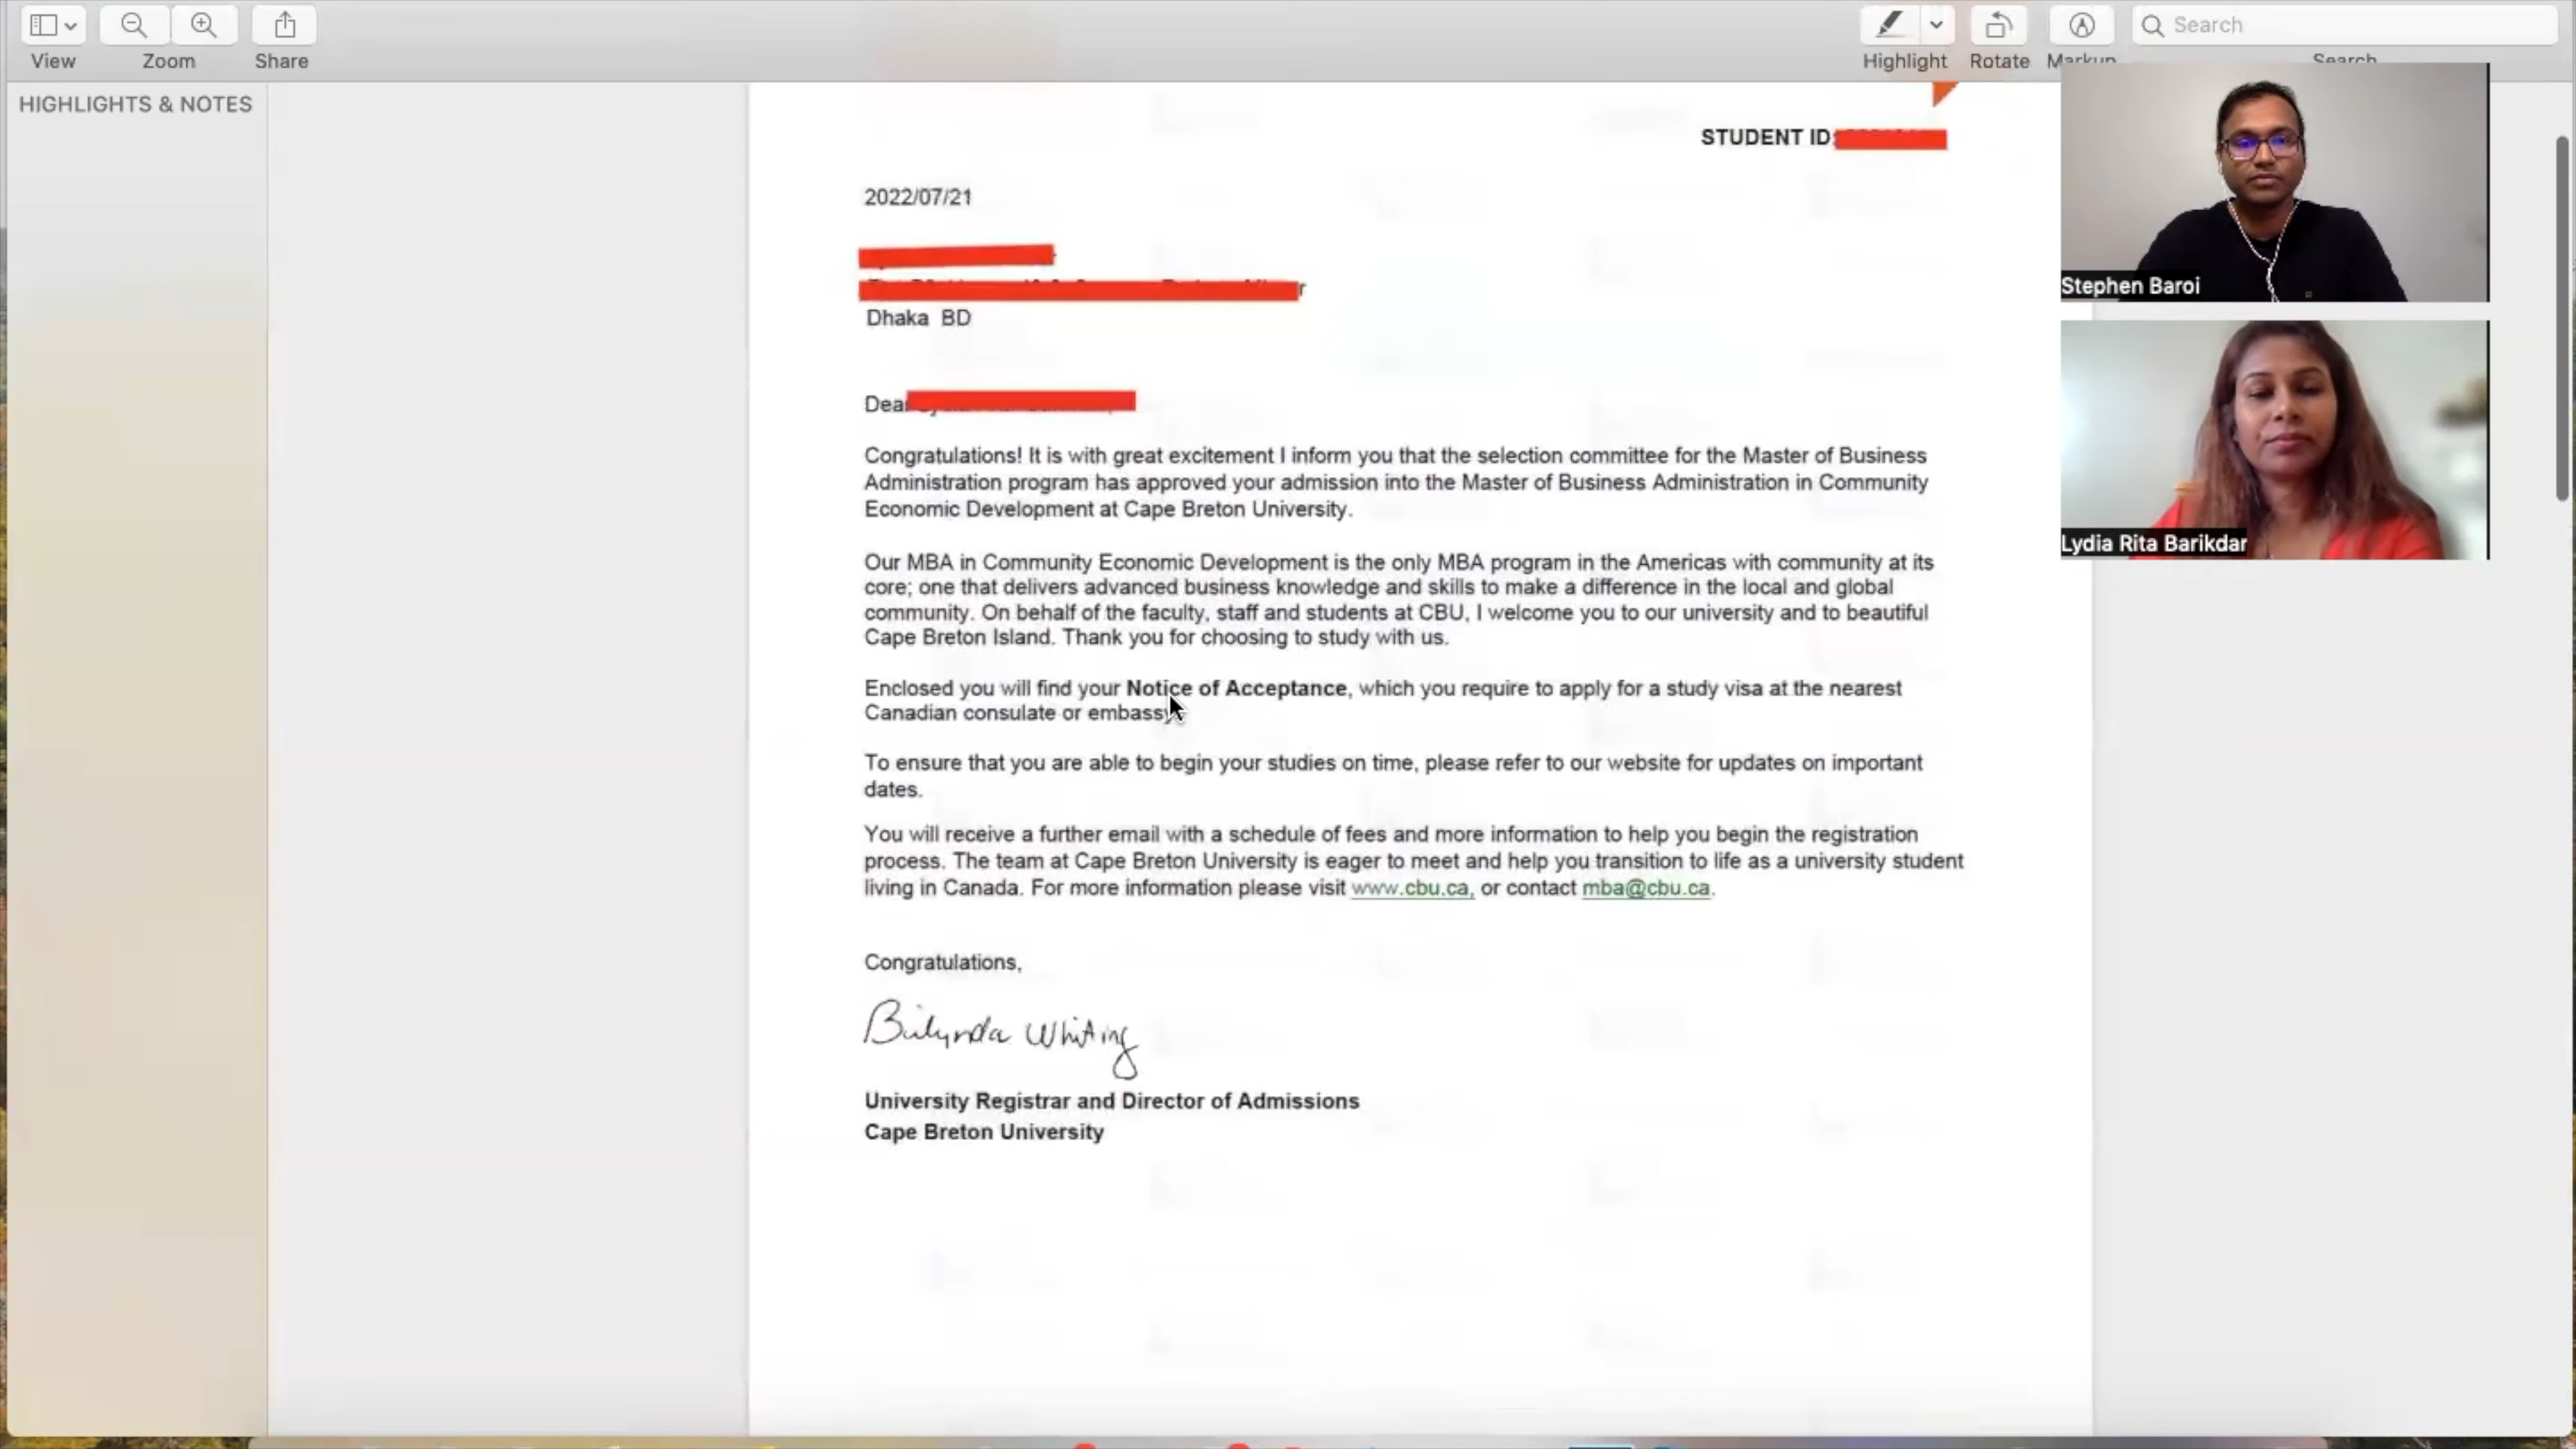 Search
View
Zoom
Share
Highlight
Rotate
Markup
Search
HIGHLIGHTS & NOTES
STUDENT ID:
2022/07/21
Dhaka BD
Dear
Congratulations! It is with great excitement I inform you that the selection committee for the Master of Business
Administration program has approved your admission into the Master of Business Administration in Community
Economic Development at Cape Breton University.
Our MBA in Community Economic Development is the only MBA program in the Americas with community at its
core; one that delivers advanced business knowledge and skills to make a difference in the local and global
community. On behalf of the faculty, staff and students at CBU, I welcome you to our university and to beautiful
Cape Breton Island. Thank you for choosing to study with us.
Enclosed you will find your Notice of Acceptance, which you require to apply for a study visa at the nearest
Canadian consulate or embassy.
To ensure that you are able to begin your studies on time, please refer to our website for updates on important
dates.
You will receive a further email with a schedule of fees and more information to help you begin the registration
process. The team at Cape Breton University is eager to meet and help you transition to life as a university student
living in Canada. For more information please visit www.cbu.ca, or contact mba@cbu.ca.
Congratulations,
Whiting
University Registrar and Director of Admissions
Cape Breton University
Stephen Baroi
Lydia Rita Barikdar